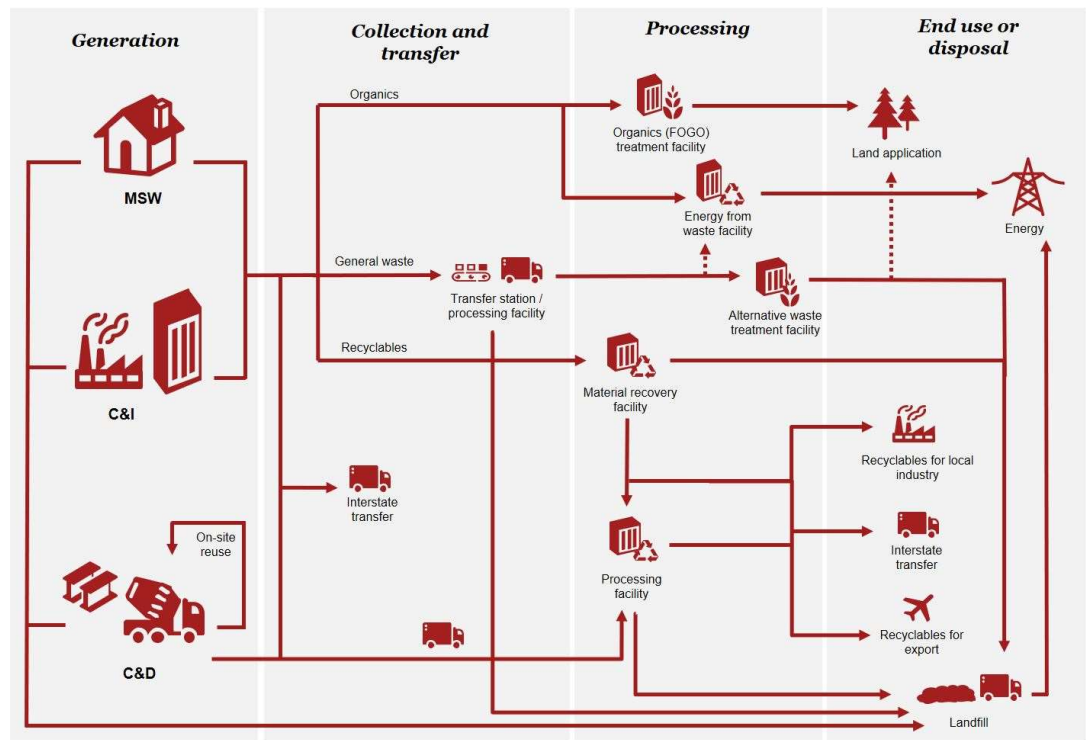 Generation
Collection and
transfer
Processing
End use or
disposal
MSW
C&I
On-site
reuse
C&D
Organics
General waste
Transfer station /
processing facility
Recyclables
Interstate
transfer
Organics (FOGO)
treatment facility
Energy from
waste facility
Alternative waste
treatment facility
Material recovery
facility
Processing
facility
Land application
Energy
Recyclables for local
industry
Interstate
transfer
Recyclables for
export
Landfill